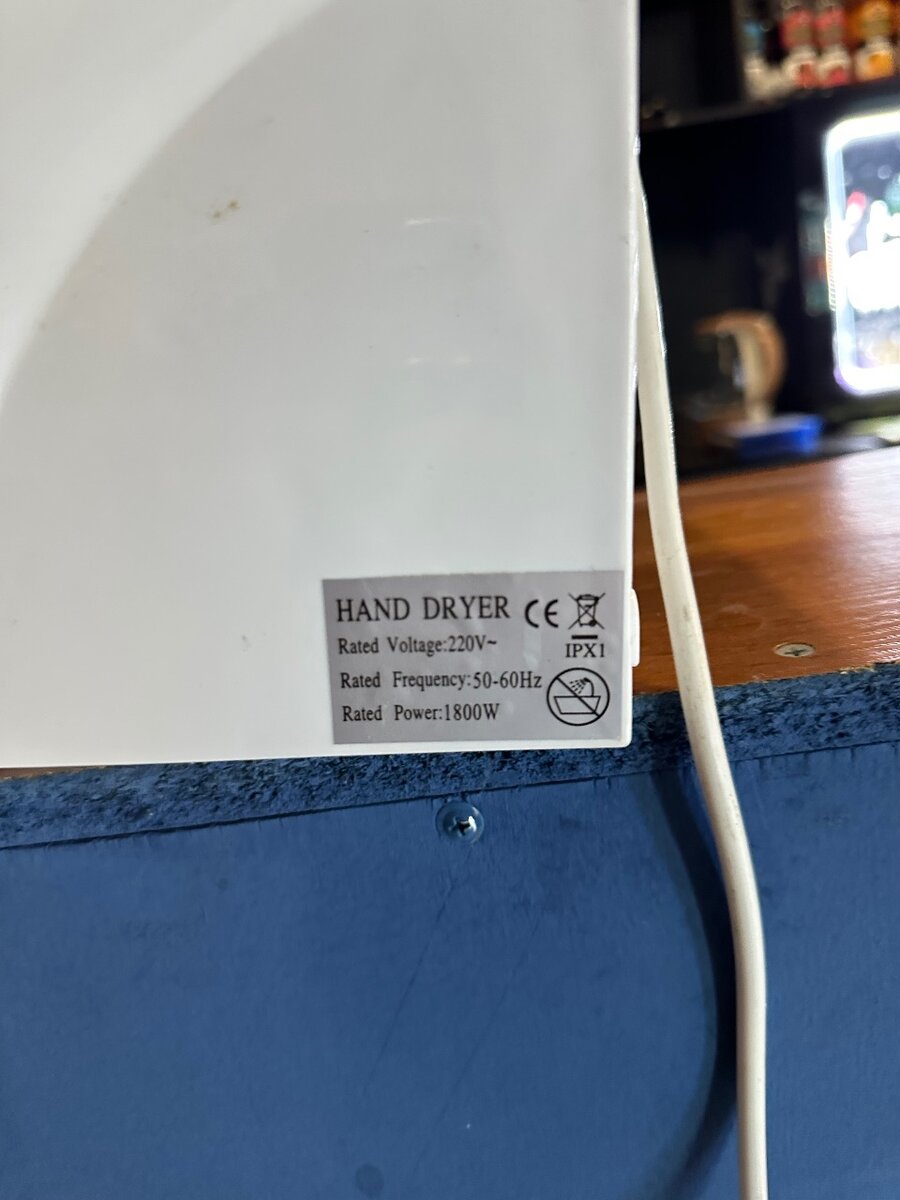 HAND DRYER CE
Rated Voltage:220V~
IPX1
Rated Frequency:50-60Hz
Rated Power:1800W